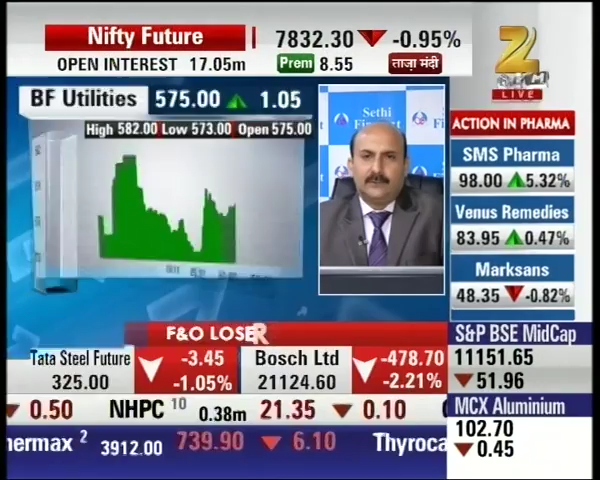 Nifty Future
7832.30 -0.95%
OPEN INTEREST 17.05m
Prem 8.55 ताज़ा मंदी
LIVE
BF Utilities 575.00 1.05
High 582.00 Low 573.00 Open 575.00
Sethi
ACTION IN PHARMA
SMS Pharma
98.00 5.32%
Venus Remedies
83.95 0.47%
Marksans
48.35 -0.82%
F&O LOSER
Tata Steel Future
325.00
-3.45
-1.05%
Bosch Ltd
21124.60
-478.70
-2.21%
S&P BSE MidCap
11151.65
51.96
0.50 NHPC 10 0.38m 21.35 0.10
MCX Aluminium
102.70
0.45
ermax 2 3912.00 739.90 6.10 Thyroca